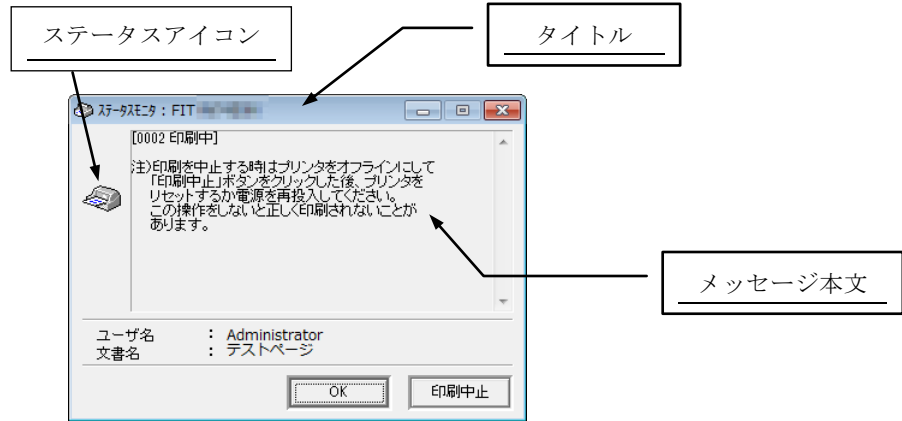 ステータスアイコン
タイトル
ｽﾃｰﾀｽﾓﾆﾀ : FIT
[0002 印刷中]
注)印刷を中止する時はプリンタをオフラインにして
「印刷中止」ボタンをクリックした後、プリンタを
リセットするか電源を再投入してください。
この操作をしないと正しく印刷されないことが
あります。
メッセージ本文
ユーザ名 : Administrator
文書名 : テストページ
OK
印刷中止